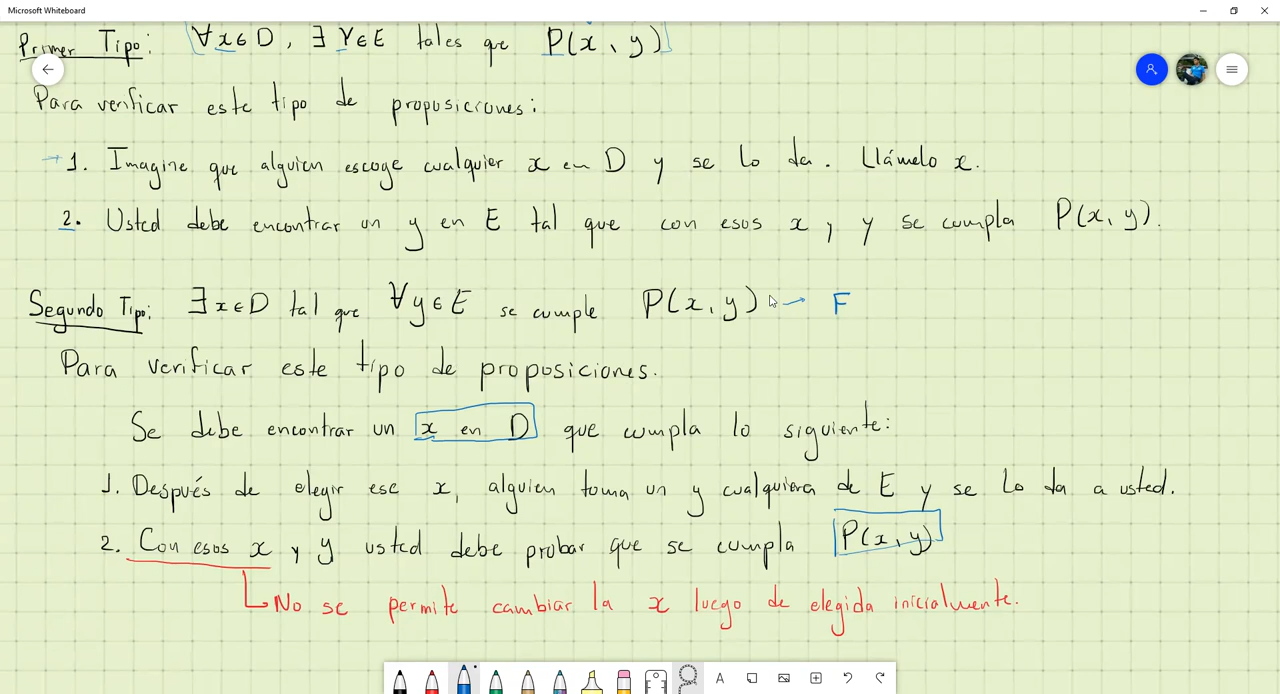 Microsoft Whiteboard
Primer Tipo: ∀x∈D, ∃ Y∈E tales que P(x, y)
Para verificar este tipo de proposiciones:
→ 1. Imagine que alguien escoge cualquier x en D y se lo da. Llámelo x.
2. Usted debe encontrar un y en E tal que con esos x, y se cumpla P(x, y).
Segundo Tipo: ∃x∈D tal que ∀y∈E se cumple P(x, y) → F
Para verificar este tipo de proposiciones.
Se debe encontrar un x en D que cumpla lo siguiente:
1. Después de elegir ese x, alguien toma un y cualquiera de E y se lo da a usted.
2. Con esos x, y usted debe probar que se cumpla P(x, y)
No se permite cambiar la x luego de elegida inicialmente.
A